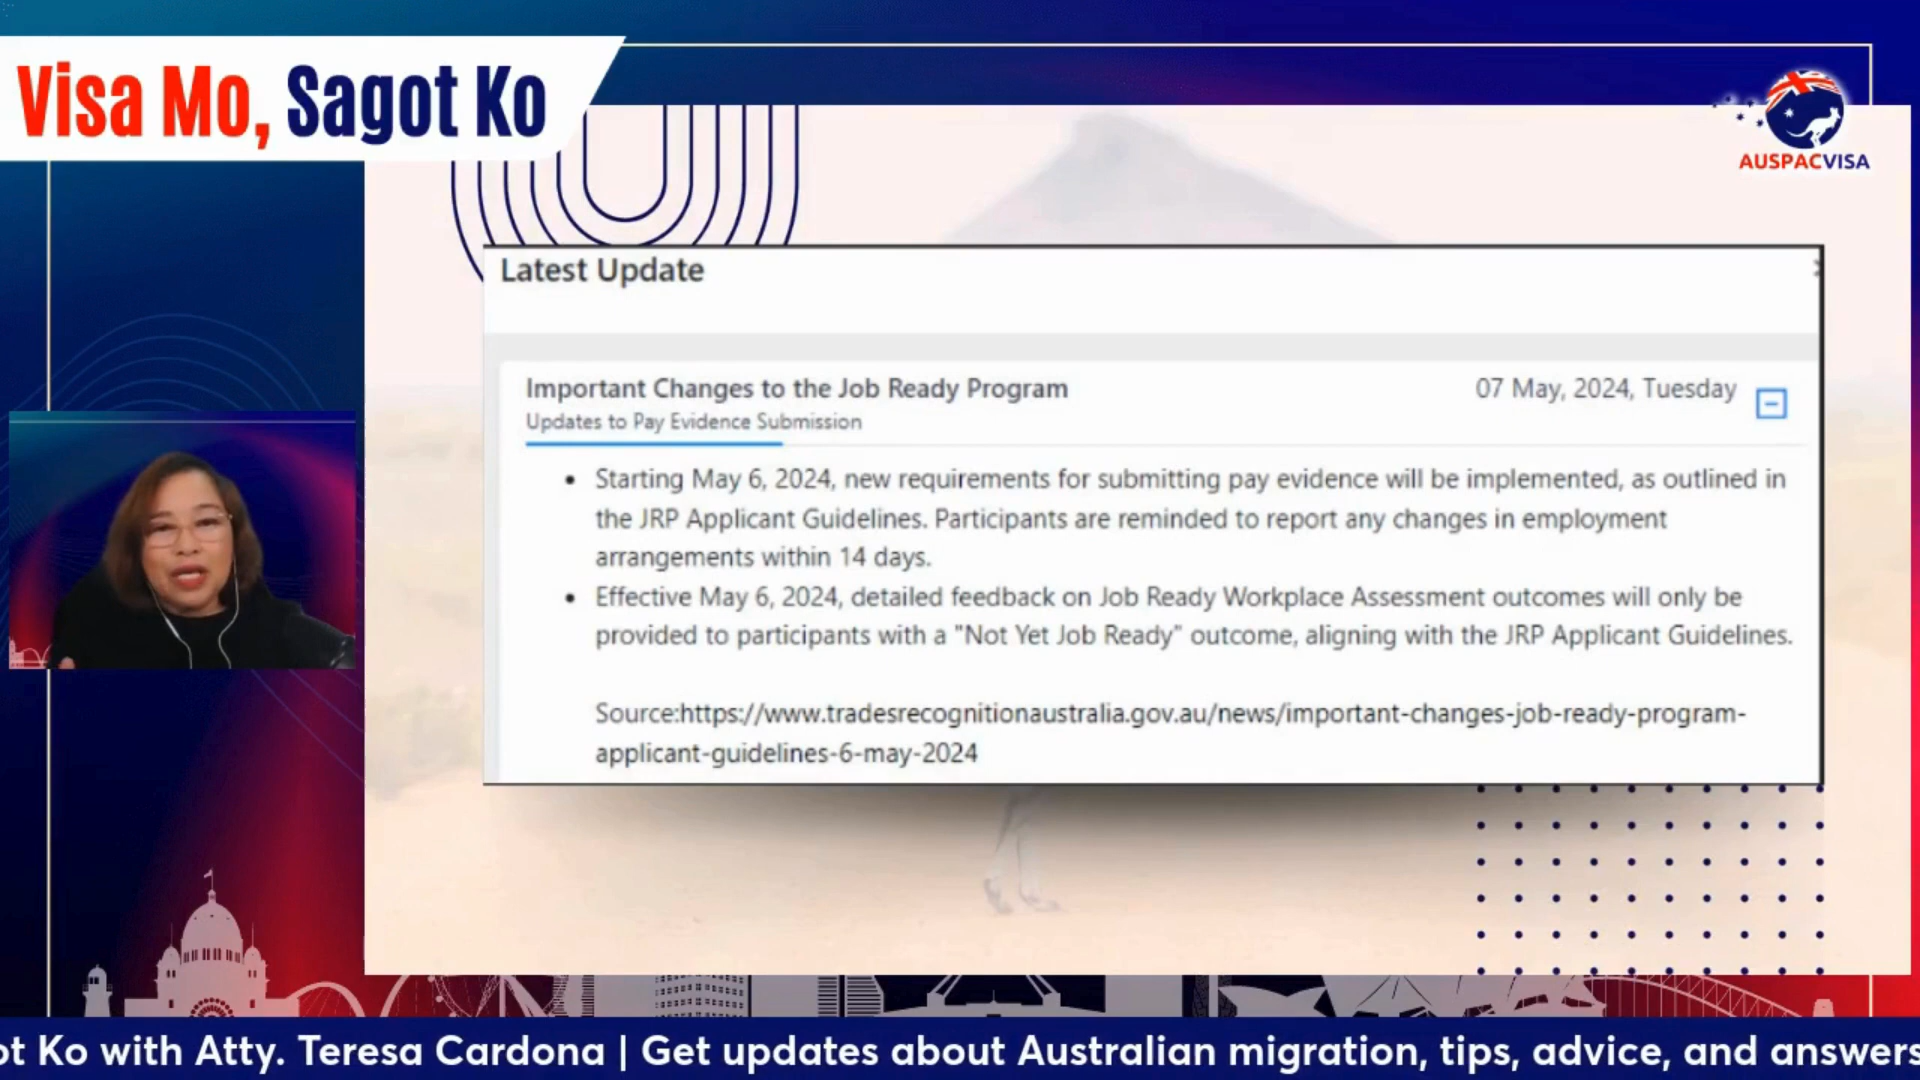 Visa Mo, Sagot Ko
AUSPACVISA
Latest Update
Important Changes to the Job Ready Program
07 May, 2024, Tuesday
Updates to Pay Evidence Submission
• Starting May 6, 2024, new requirements for submitting pay evidence will be implemented, as outlined in
the JRP Applicant Guidelines. Participants are reminded to report any changes in employment
arrangements within 14 days.
• Effective May 6, 2024, detailed feedback on Job Ready Workplace Assessment outcomes will only be
provided to participants with a "Not Yet Job Ready" outcome, aligning with the JRP Applicant Guidelines.
Source:https://www.tradesrecognitionaustralia.gov.au/news/important-changes-job-ready-program-
applicant-guidelines-6-may-2024
ot Ko with Atty. Teresa Cardona | Get updates about Australian migration, tips, advice, and answers